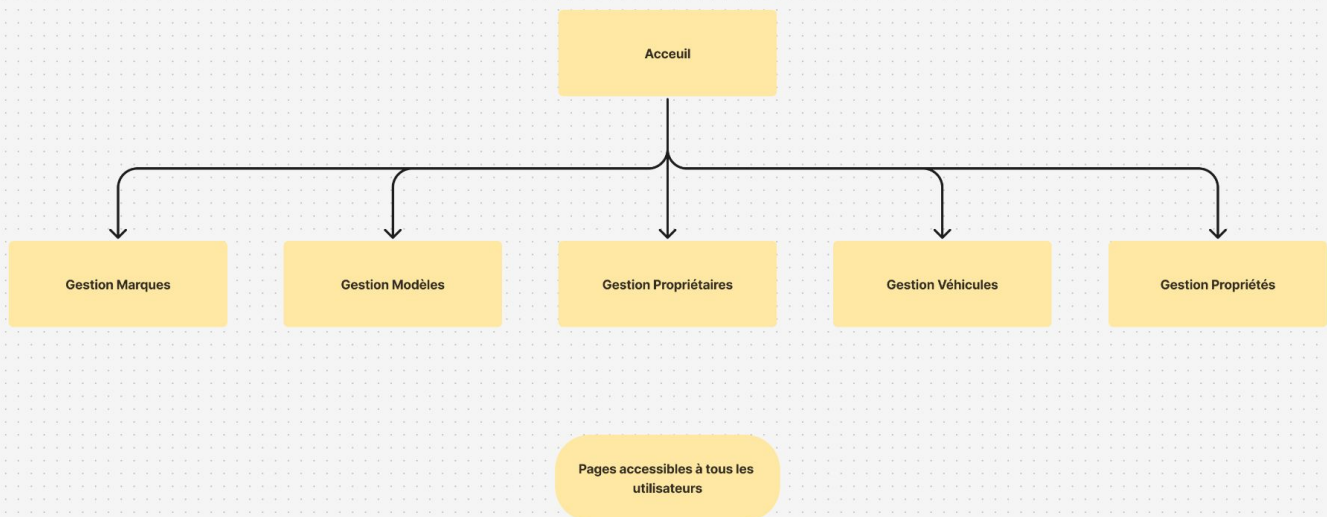 Acceuil
Gestion Marques
Gestion Modèles
Gestion Propriétaires
Gestion Véhicules
Gestion Propriétés
Pages accessibles à tous les
utilisateurs